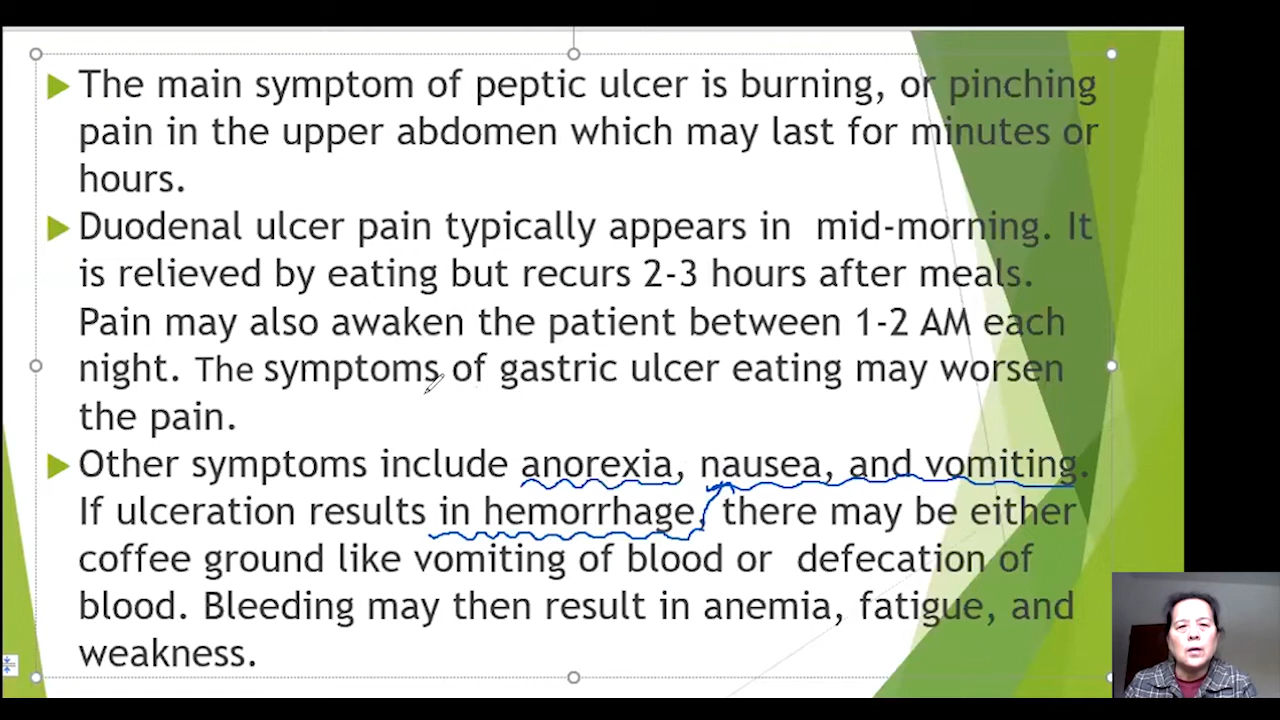 The main symptom of peptic ulcer is burning, or pinching
pain in the upper abdomen which may last for minutes or
hours.
Duodenal ulcer pain typically appears in  mid-morning. It
is relieved by eating but recurs 2-3 hours after meals.
Pain may also awaken the patient between 1-2 AM each
night. The symptoms of gastric ulcer eating may worsen
the pain.
Other symptoms include anorexia, nausea, and vomiting.
If ulceration results in hemorrhage, there may be either
coffee ground like vomiting of blood or  defecation of
blood. Bleeding may then result in anemia, fatigue, and
weakness.